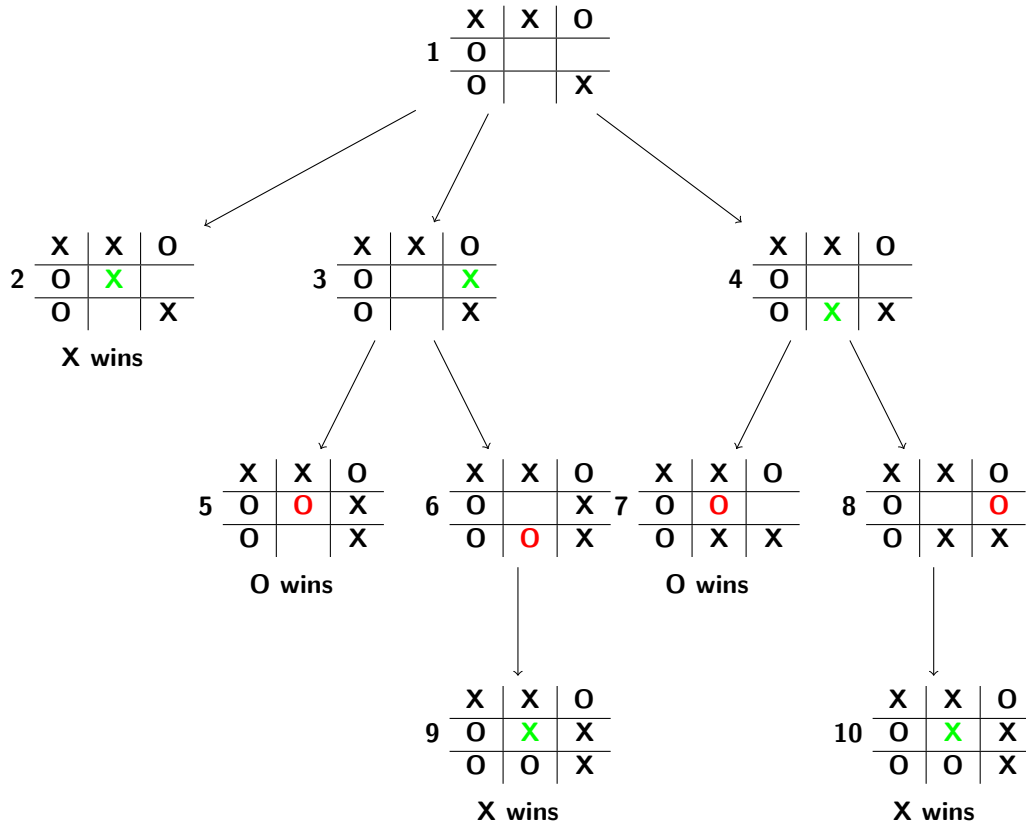 X X O
1 O
O X
X X O
2 O X
O X
X wins
X X O
3 O X
O X
X X O
4 O
O X X
X X O
5 O O X
O X
O wins
X X O
6 O X
O O X
X X O
7 O O
O X X
O wins
X X O
8 O O
O X X
X X O
9 O X X
O O X
X wins
X X O
10 O X X
O O X
X wins